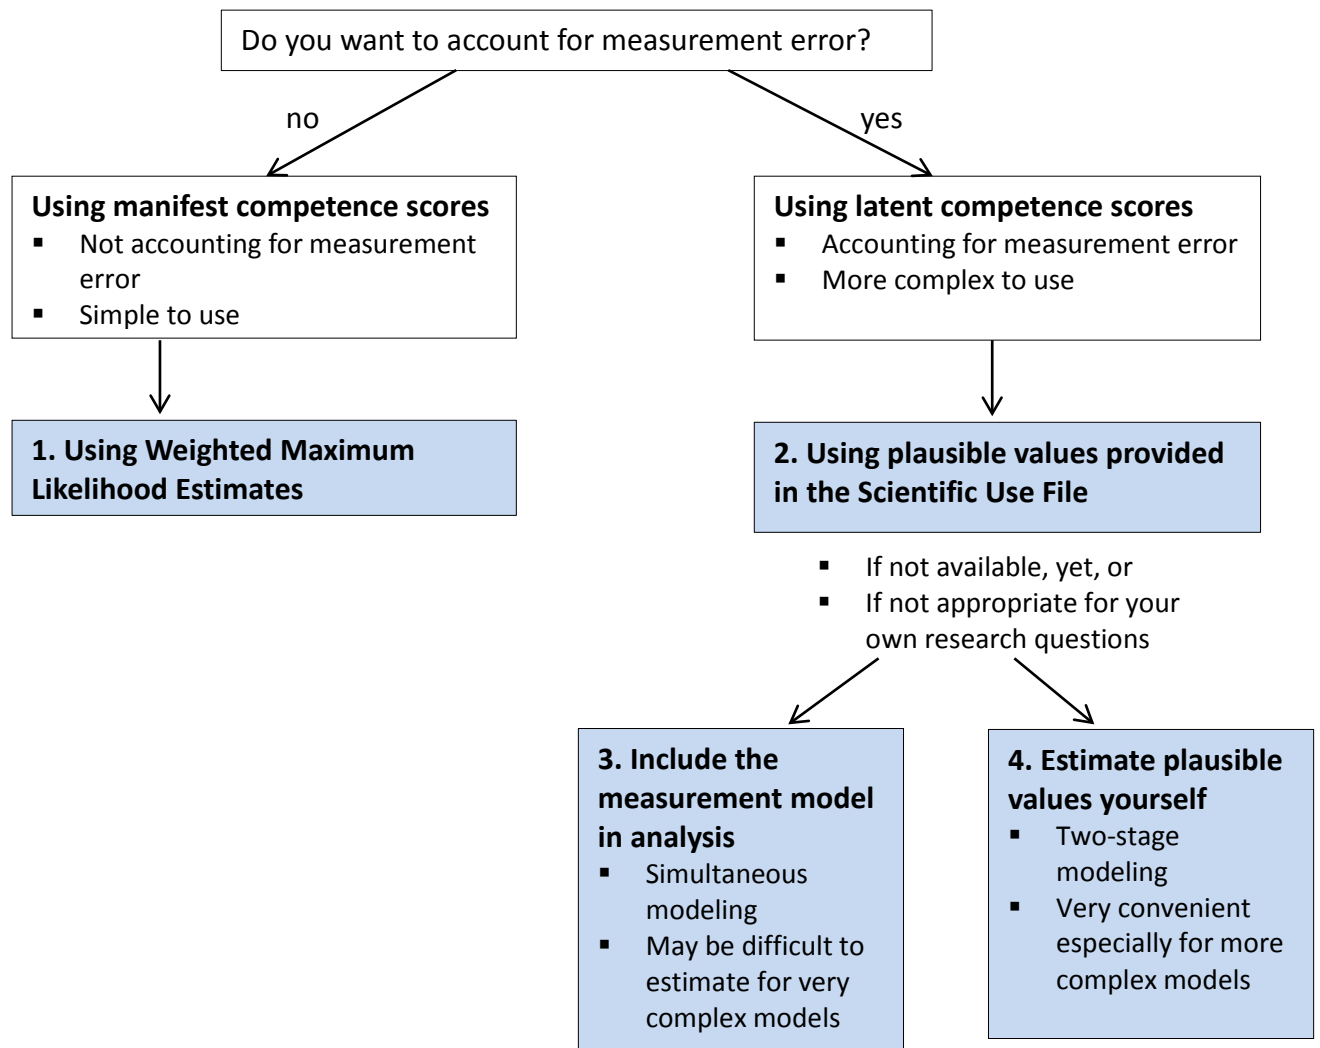 Do you want to account for measurement error?
no
yes
Using manifest competence scores
▪ Not accounting for measurement
error
▪ Simple to use
Using latent competence scores
▪ Accounting for measurement error
▪ More complex to use
1. Using Weighted Maximum
Likelihood Estimates
2. Using plausible values provided
in the Scientific Use File
▪ If not available, yet, or
▪ If not appropriate for your
own research questions
3. Include the
measurement model
in analysis
▪ Simultaneous
modeling
▪ May be difficult to
estimate for very
complex models
4. Estimate plausible
values yourself
▪ Two-stage
modeling
▪ Very convenient
especially for more
complex models